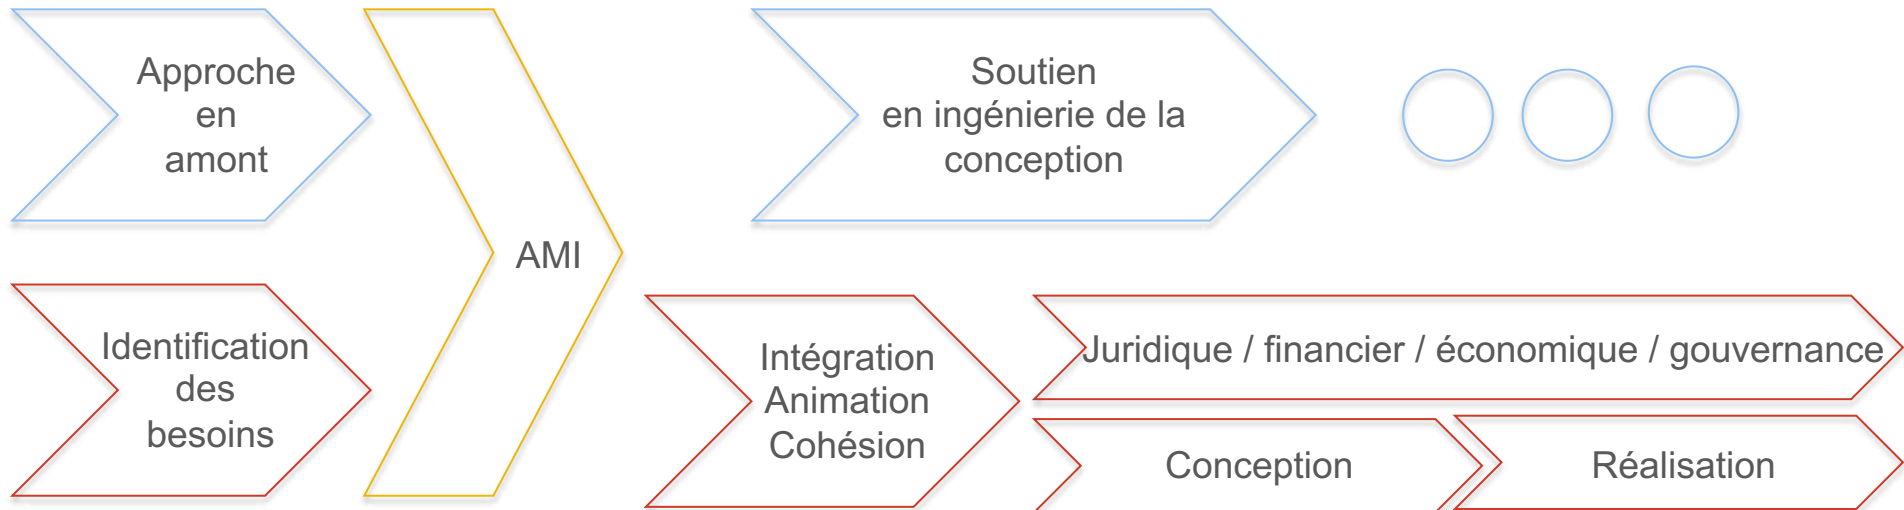 Approche
en
amont
Soutien
en ingénierie de la
conception
AMI
Identification
des
besoins
Intégration
Animation
Cohésion
Juridique / financier / économique / gouvernance
Conception
Réalisation